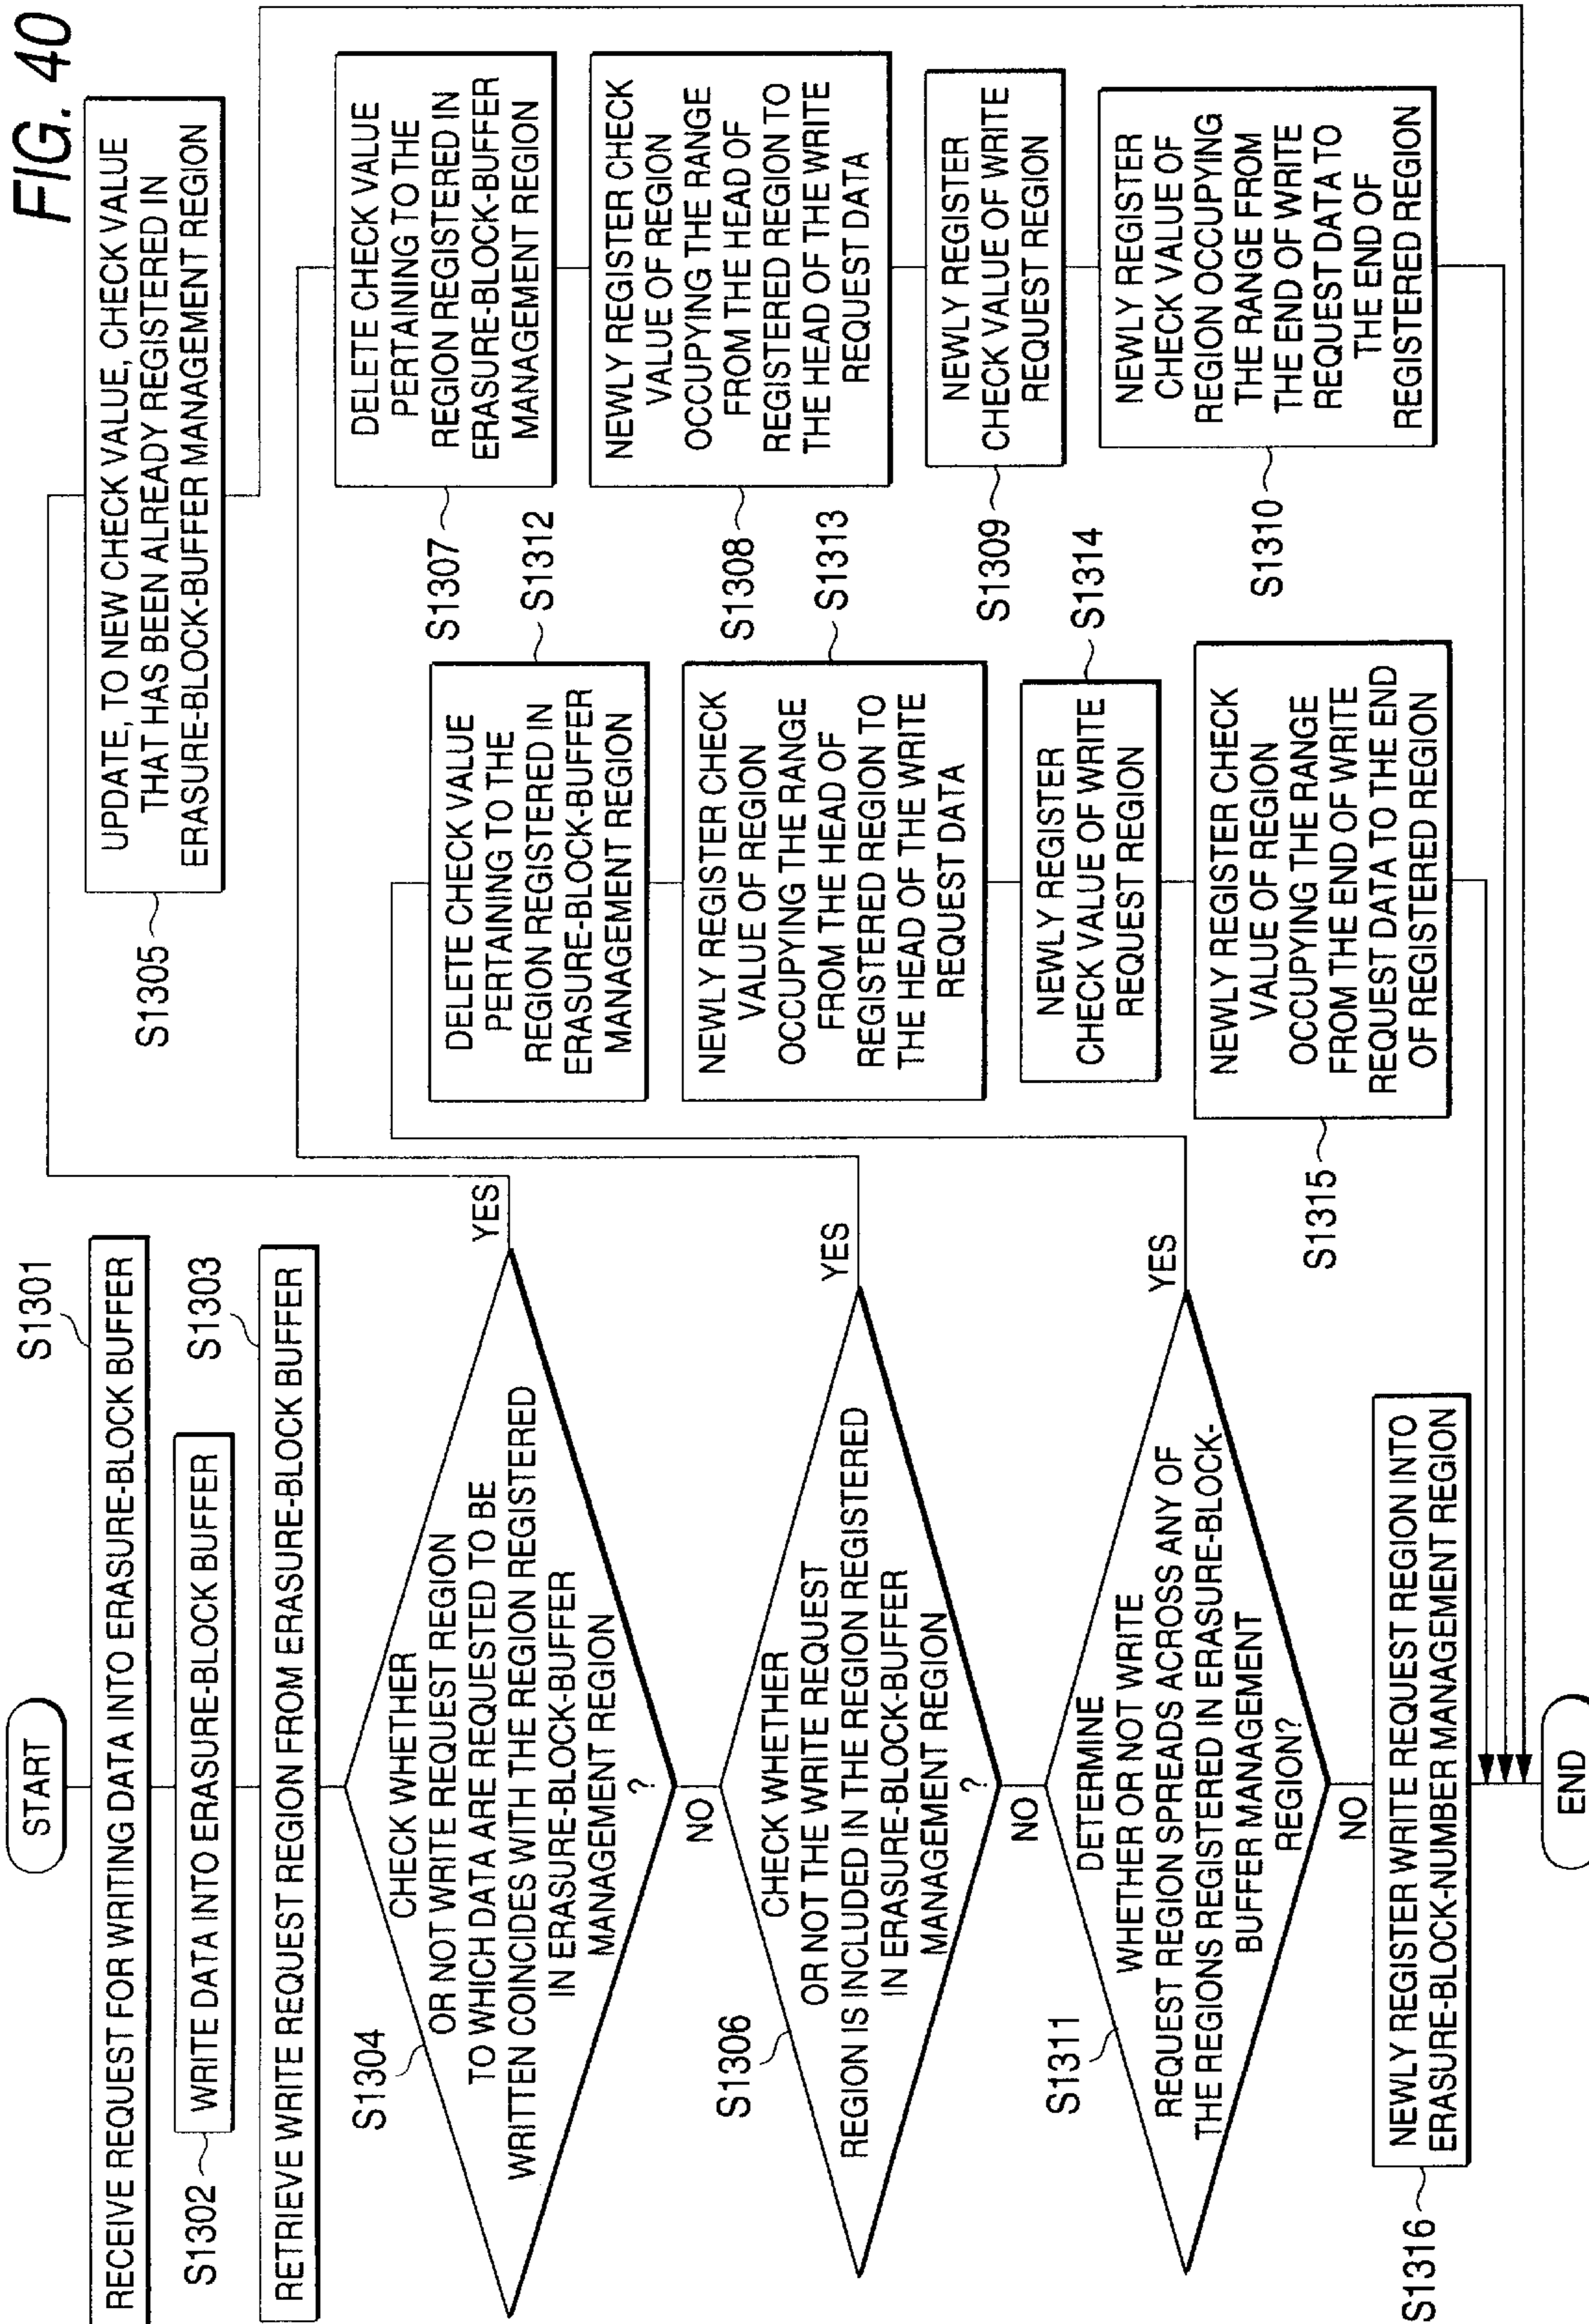 FIG. 40
START
S1301
RECEIVE REQUEST FOR WRITING DATA INTO ERASURE-BLOCK BUFFER
S1302
WRITE DATA INTO ERASURE-BLOCK BUFFER
S1303
RETRIEVE WRITE REQUEST REGION FROM ERASURE-BLOCK BUFFER
S1304
CHECK WHETHER
OR NOT WRITE REQUEST REGION
TO WHICH DATA ARE REQUESTED TO BE
WRITTEN COINCIDES WITH THE REGION REGISTERED
IN ERASURE-BLOCK-BUFFER
MANAGEMENT REGION
?
YES
NO
S1305
UPDATE, TO NEW CHECK VALUE, CHECK VALUE
THAT HAS BEEN ALREADY REGISTERED IN
ERASURE-BLOCK-BUFFER MANAGEMENT REGION
S1306
CHECK WHETHER
OR NOT THE WRITE REQUEST
REGION IS INCLUDED IN THE REGION REGISTERED
IN ERASURE-BLOCK-BUFFER
MANAGEMENT REGION
?
YES
NO
S1307
DELETE CHECK VALUE
PERTAINING TO THE
REGION REGISTERED IN
ERASURE-BLOCK-BUFFER
MANAGEMENT REGION
S1308
NEWLY REGISTER CHECK
VALUE OF REGION
OCCUPYING THE RANGE
FROM THE HEAD OF
REGISTERED REGION TO
THE HEAD OF THE WRITE
REQUEST DATA
S1309
NEWLY REGISTER
CHECK VALUE OF WRITE
REQUEST REGION
S1310
NEWLY REGISTER
CHECK VALUE OF
REGION OCCUPYING
THE RANGE FROM
THE END OF WRITE
REQUEST DATA TO
THE END OF
REGISTERED REGION
S1311
DETERMINE
WHETHER OR NOT WRITE
REQUEST REGION SPREADS ACROSS ANY OF
THE REGIONS REGISTERED IN ERASURE-BLOCK-
BUFFER MANAGEMENT
REGION?
YES
NO
S1312
DELETE CHECK VALUE
PERTAINING TO THE
REGION REGISTERED IN
ERASURE-BLOCK-BUFFER
MANAGEMENT REGION
S1313
NEWLY REGISTER CHECK
VALUE OF REGION
OCCUPYING THE RANGE
FROM THE HEAD OF
REGISTERED REGION TO
THE HEAD OF THE WRITE
REQUEST DATA
S1314
NEWLY REGISTER
CHECK VALUE OF WRITE
REQUEST REGION
S1315
NEWLY REGISTER CHECK
VALUE OF REGION
OCCUPYING THE RANGE
FROM THE END OF WRITE
REQUEST DATA TO THE END
OF REGISTERED REGION
S1316
NEWLY REGISTER WRITE REQUEST REGION INTO
ERASURE-BLOCK-NUMBER MANAGEMENT REGION
END